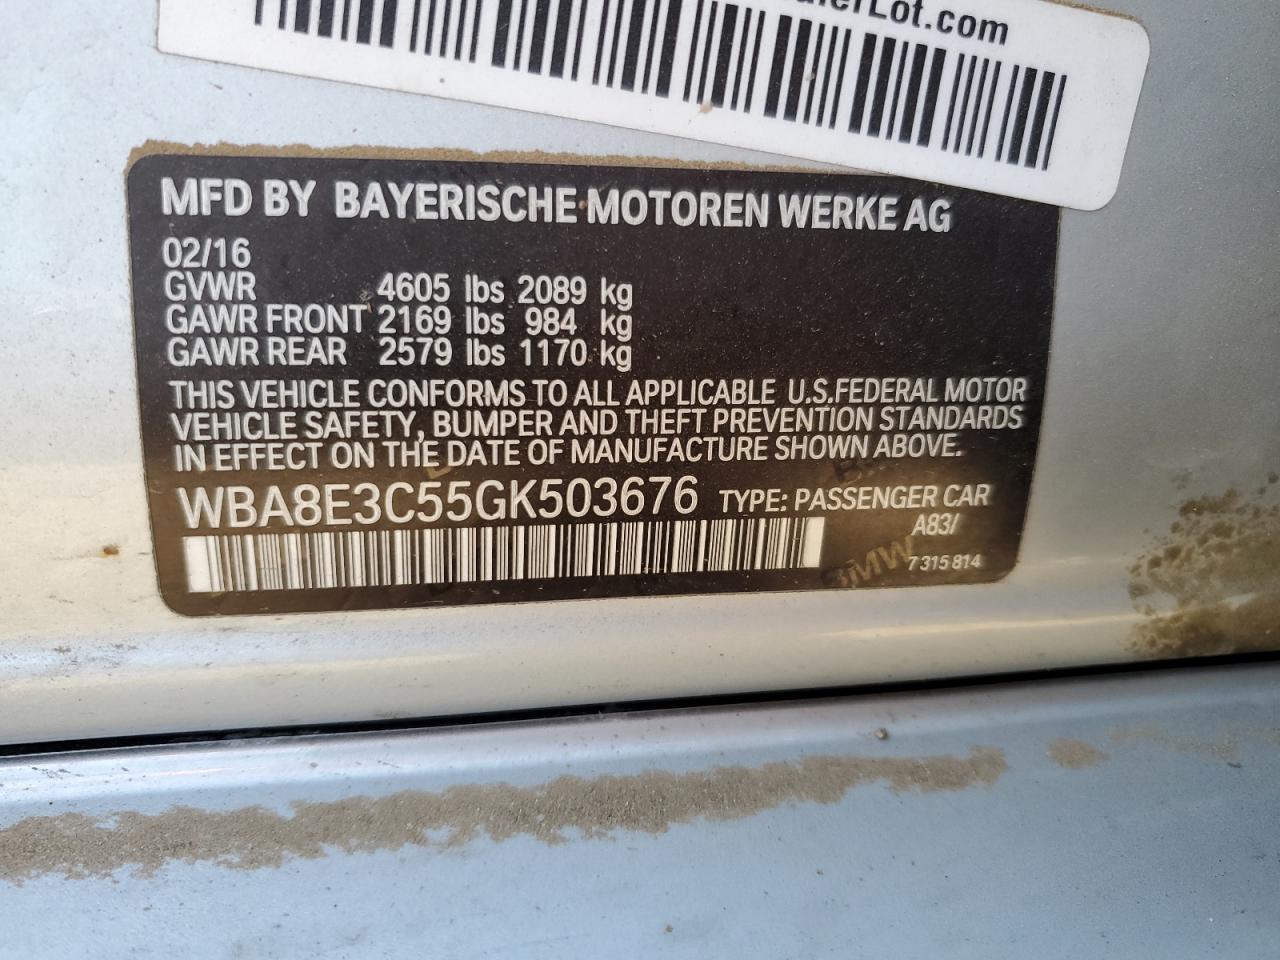 Lot.com
MFD BY BAYERISCHE MOTOREN WERKE AG
02/16
GVWR 4605 lbs 2089 kg
GAWR FRONT 2169 lbs 984 kg
GAWR REAR 2579 lbs 1170 kg
THIS VEHICLE CONFORMS TO ALL APPLICABLE U.S.FEDERAL MOTOR
VEHICLE SAFETY, BUMPER AND THEFT PREVENTION STANDARDS
IN EFFECT ON THE DATE OF MANUFACTURE SHOWN ABOVE.
WBA8E3C55GK503676 TYPE: PASSENGER CAR
A83/
BMW 7 315 814